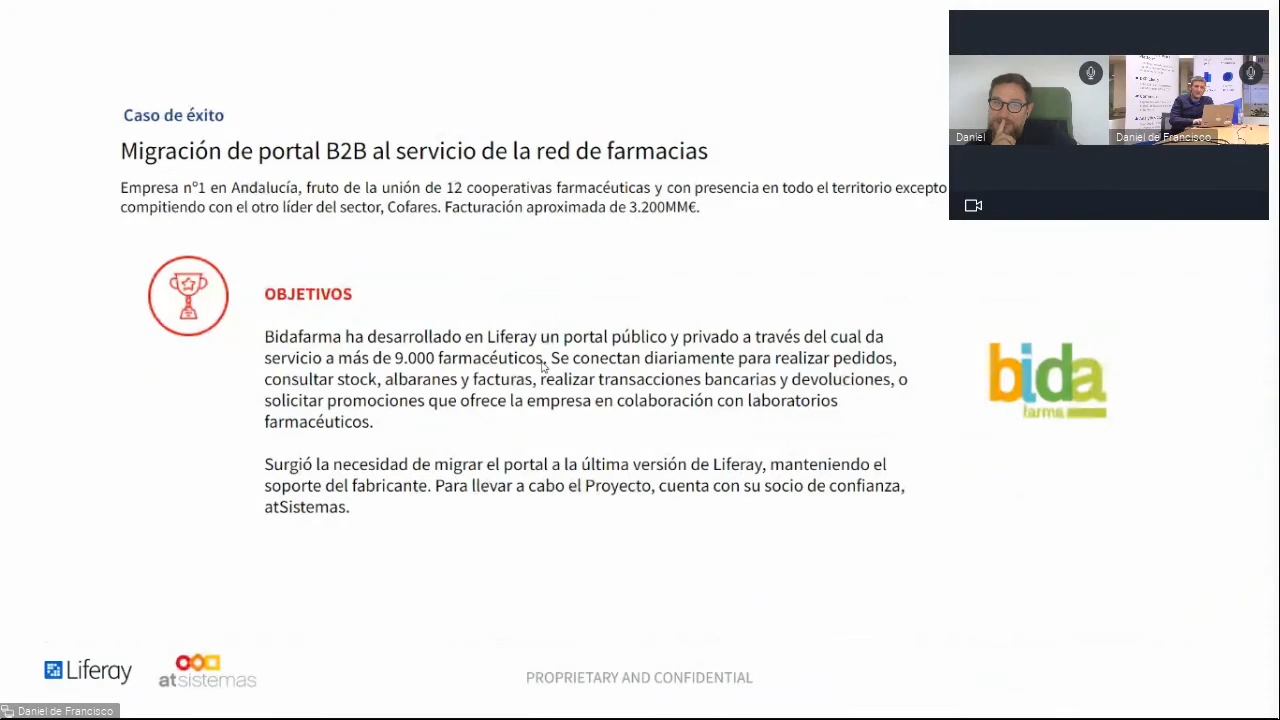 Caso de éxito
Migración de portal B2B al servicio de la red de farmacias
Empresa nº1 en Andalucía, fruto de la unión de 12 cooperativas farmacéuticas y con presencia en todo el territorio excepto
compitiendo con el otro líder del sector, Cofares. Facturación aproximada de 3.200MM€.
Daniel
Daniel de Francisco
OBJETIVOS
Bidafarma ha desarrollado en Liferay un portal público y privado a través del cual da
servicio a más de 9.000 farmacéuticos. Se conectan diariamente para realizar pedidos,
consultar stock, albaranes y facturas, realizar transacciones bancarias y devoluciones, o
solicitar promociones que ofrece la empresa en colaboración con laboratorios
farmacéuticos.
Surgió la necesidad de migrar el portal a la última versión de Liferay, manteniendo el
soporte del fabricante. Para llevar a cabo el Proyecto, cuenta con su socio de confianza,
atSistemas.
bida
farma
Liferay
atsistemas
PROPRIETARY AND CONFIDENTIAL
Daniel de Francisco